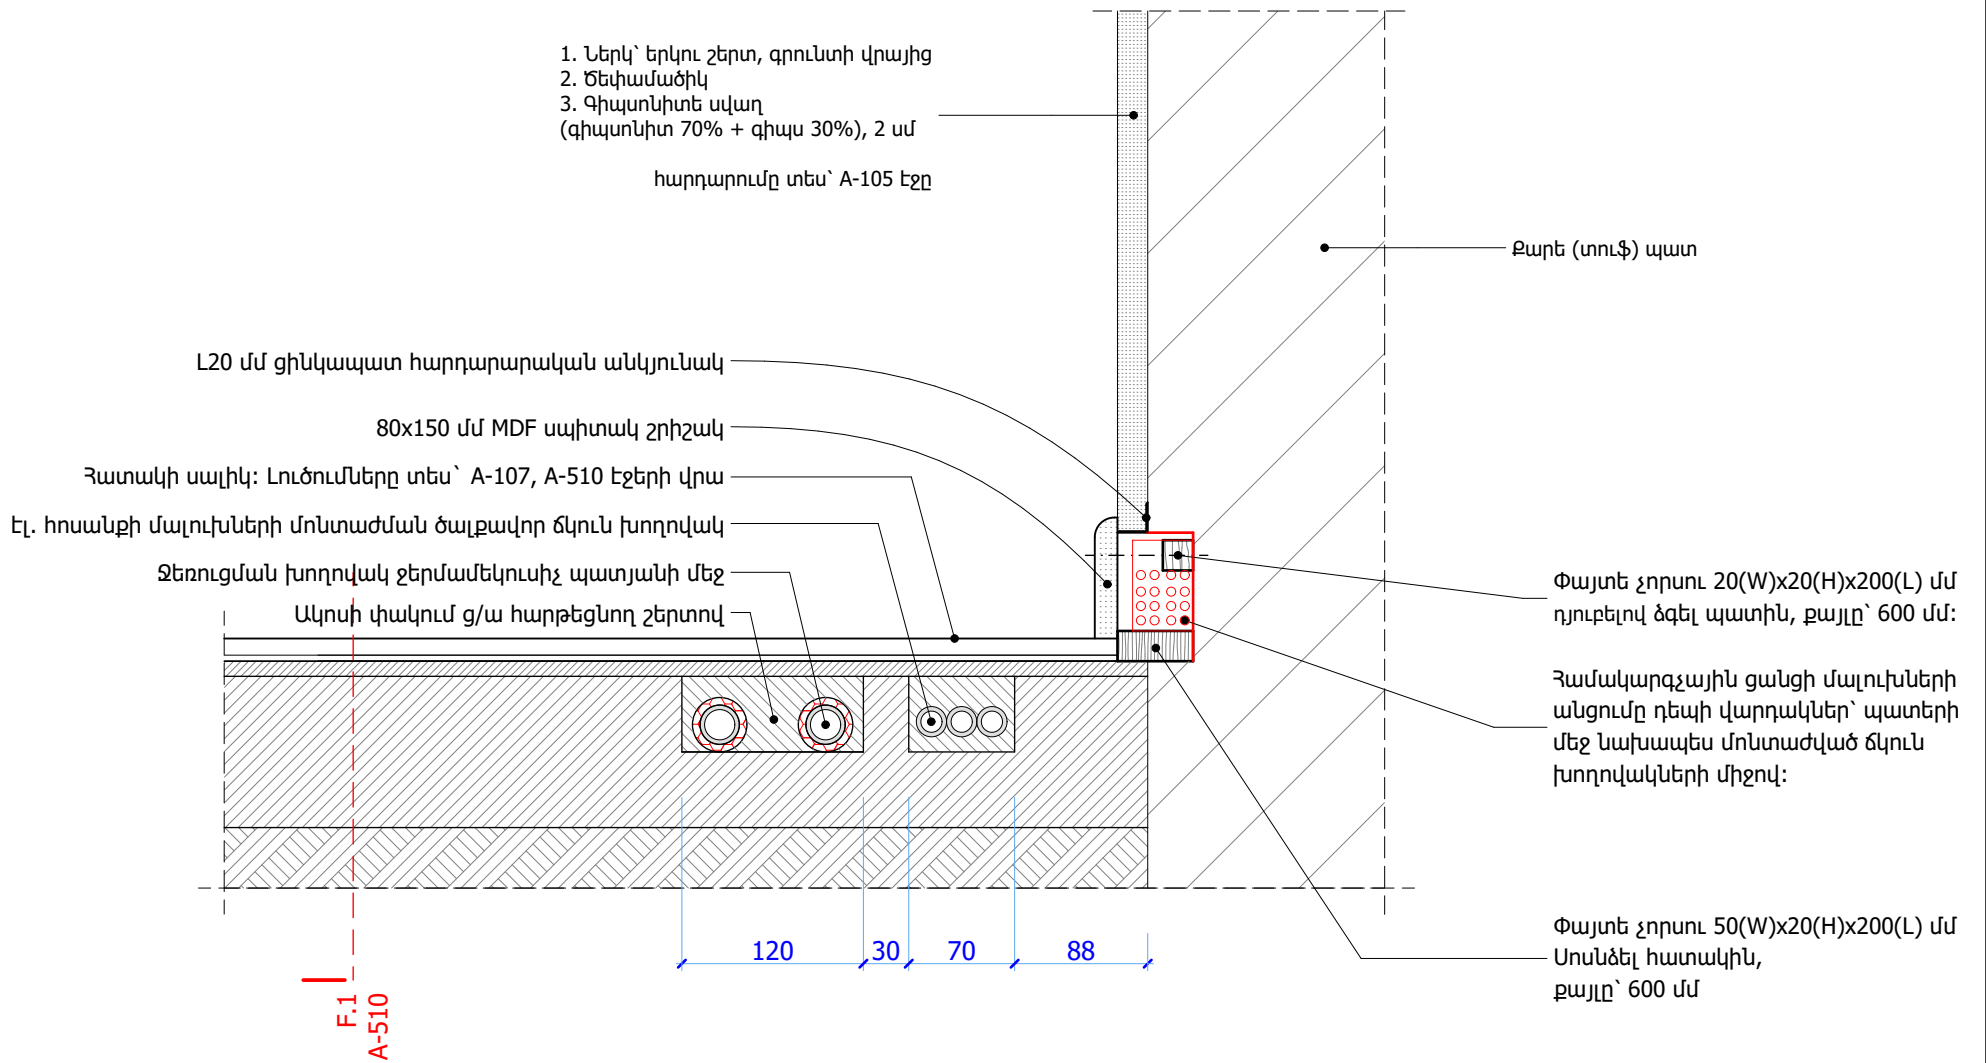 1. Ներկ՝ երկու շերտ, գրունտի վրայից
2. Ծեփամածիկ
3. Գիպսոնիտե սվաղ
(գիպսոնիտ 70% + գիպս 30%), 2 սմ
հարդարումը տես՝ A-105 էջը
Քարե (տուֆ) պատ
L20 մմ ցինկապատ հարդարարական անկյունակ
80x150 մմ MDF սպիտակ շրիշակ
Հատակի սալիկ: Լուծումները տես՝ A-107, A-510 էջերի վրա
Էլ. հոսանքի մալուխների մոնտաժման ծալքավոր ճկուն խողովակ
Ջեռուցման խողովակ ջերմամեկուսիչ պատյանի մեջ
Ակոսի փակում ց/ա հարթեցնող շերտով
Փայտե չորսու 20(W)x20(H)x200(L) մմ
դյուբելով ձգել պատին, քայլը՝ 600 մմ:
Համակարգչային ցանցի մալուխների
անցումը դեպի վարդակներ՝ պատերի
մեջ նախապես մոնտաժված ճկուն
խողովակների միջով:
Փայտե չորսու 50(W)x20(H)x200(L) մմ
Սոսնձել հատակին,
քայլը՝ 600 մմ
120
30
70
88
F.1
A-510